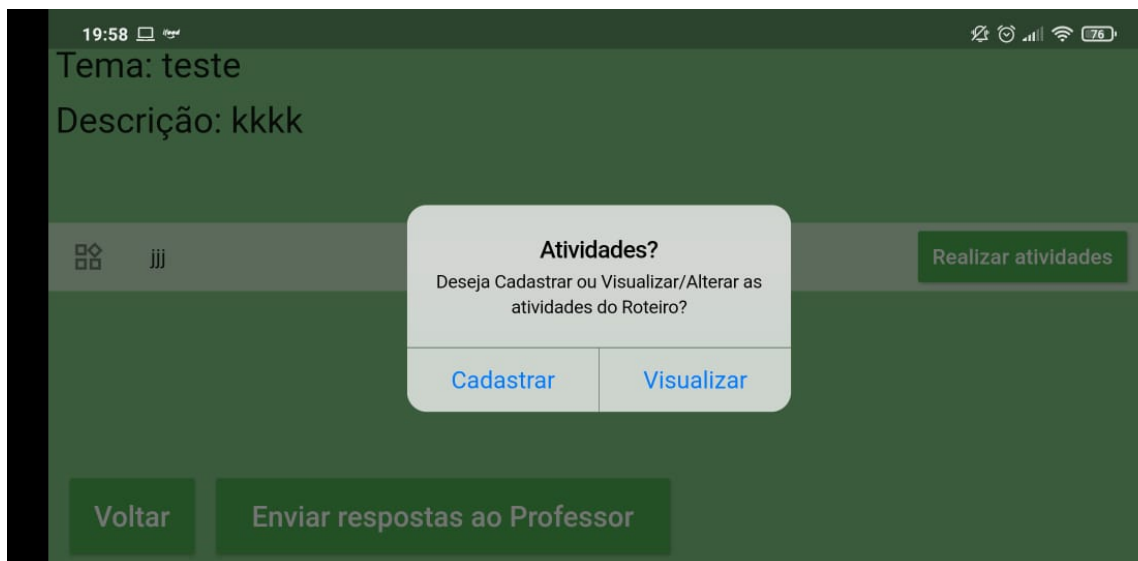 19:58
76
Tema: teste
Descrição: kkkk
jjj
Realizar atividades
Atividades?
Deseja Cadastrar ou Visualizar/Alterar as
atividades do Roteiro?
Cadastrar
Visualizar
Voltar
Enviar respostas ao Professor